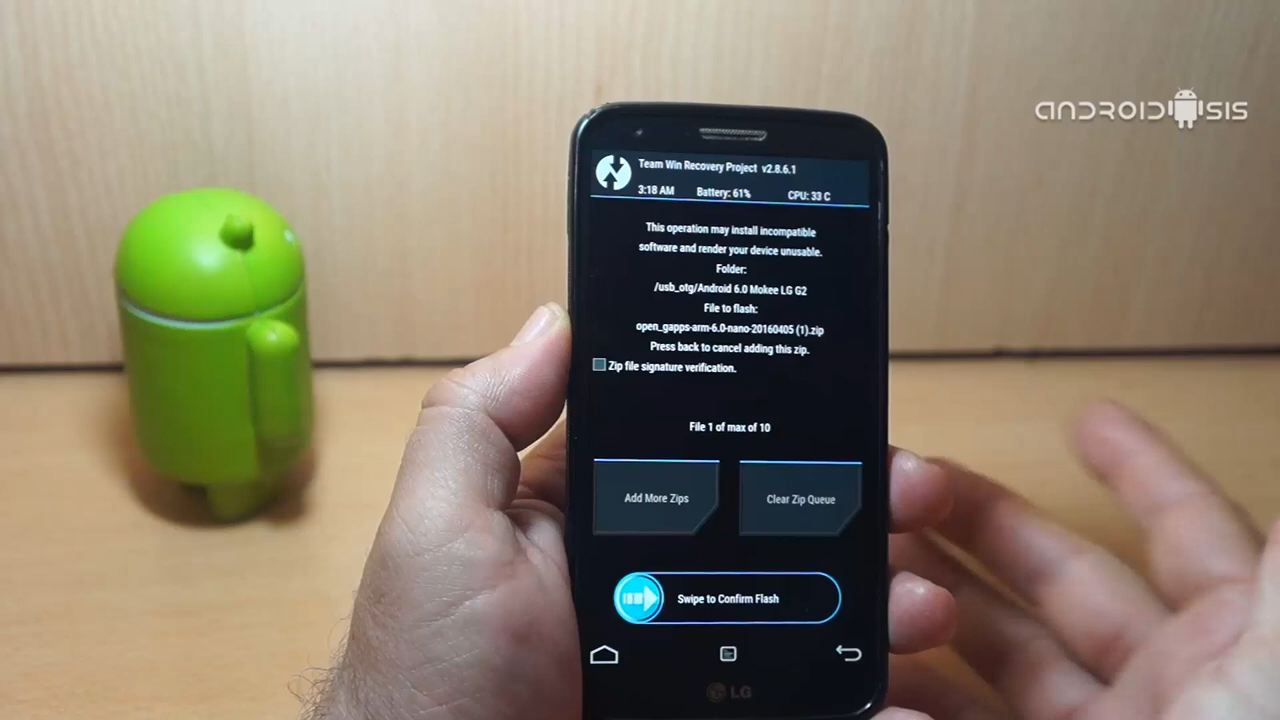 ANDROIDSIS
Team Win Recovery Project v2.8.6.1
3:18 AM Battery: 61% CPU: 33 C
This operation may install incompatible
software and render your device unusable.
Folder:
/usb_otg/Android 6.0 Mokee LG G2
File to flash:
open_gapps-arm-6.0-nano-20160405 (1).zip
Press back to cancel adding this zip.
Zip file signature verification.
File 1 of max of 10
Add More Zips Clear Zip Queue
Swipe to Confirm Flash
LG